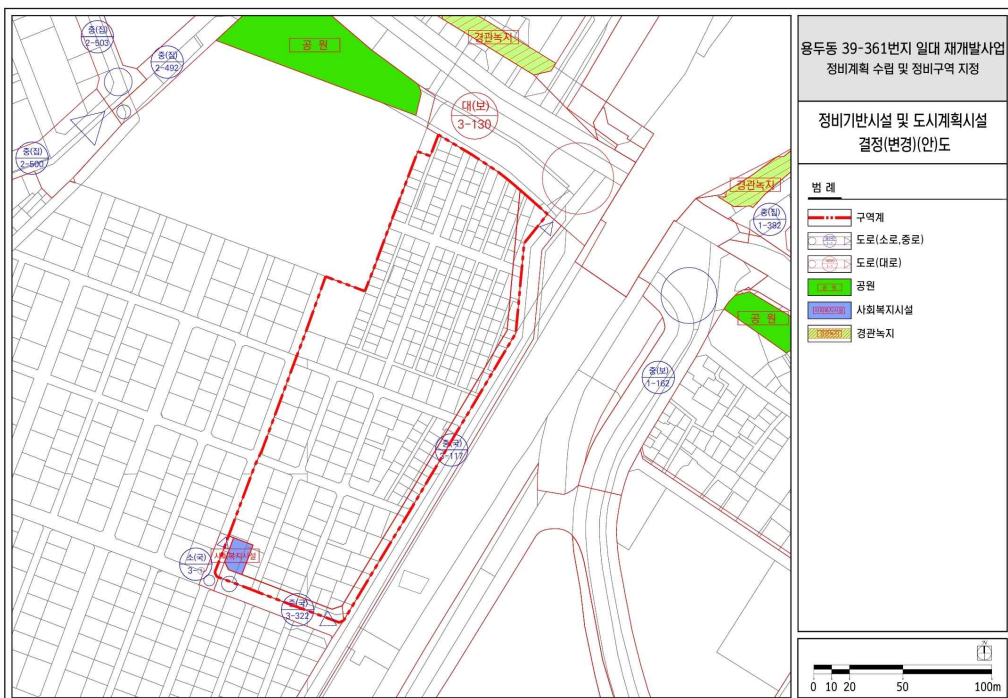 용두동 39-361번지 일대 재개발사업
정비계획 수립 및 정비구역 지정
정비기반시설 및 도시계획시설
결정(변경)(안)도
범 례
구역계
도로(소로,중로)
도로(대로)
공원
사회복지시설
경관녹지
0 10 20 50 100m
중(집)
2-503
중(집)
2-492
중(집)
2-500
공 원
경관녹지
대(보)
3-130
경관녹지
중(집)
1-382
공 원
중(보)
1-162
중(국)
3-117
소(국)
사회복지시설
중(국)
3-322